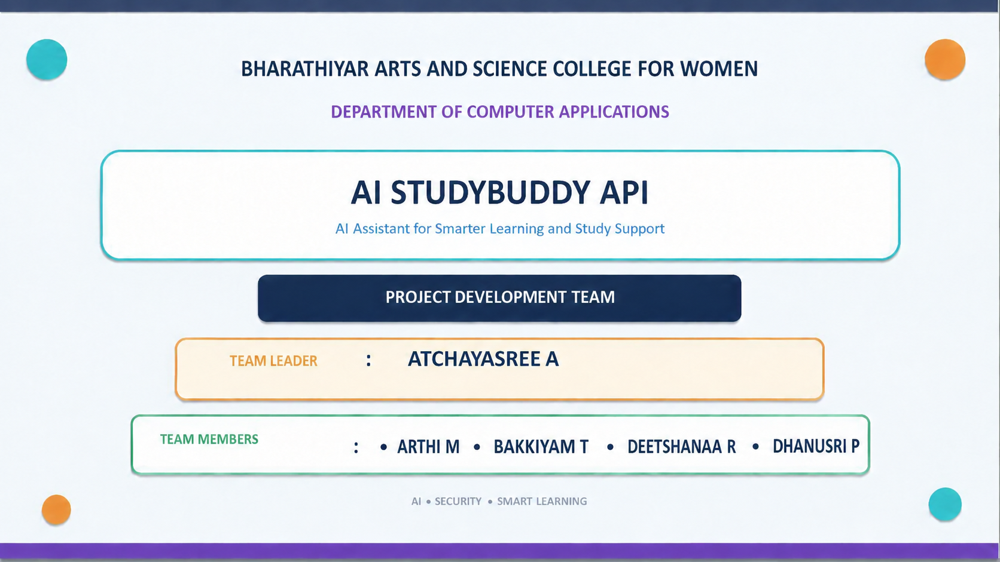 BHARATHIYAR ARTS AND SCIENCE COLLEGE FOR WOMEN
DEPARTMENT OF COMPUTER APPLICATIONS
AI STUDYBUDDY API
AI Assistant for Smarter Learning and Study Support
PROJECT DEVELOPMENT TEAM
TEAM LEADER : ATCHAYASREE A
TEAM MEMBERS : • ARTHI M • BAKKIYAM T • DEETSHANAA R • DHANUSRI P
AI • SECURITY • SMART LEARNING